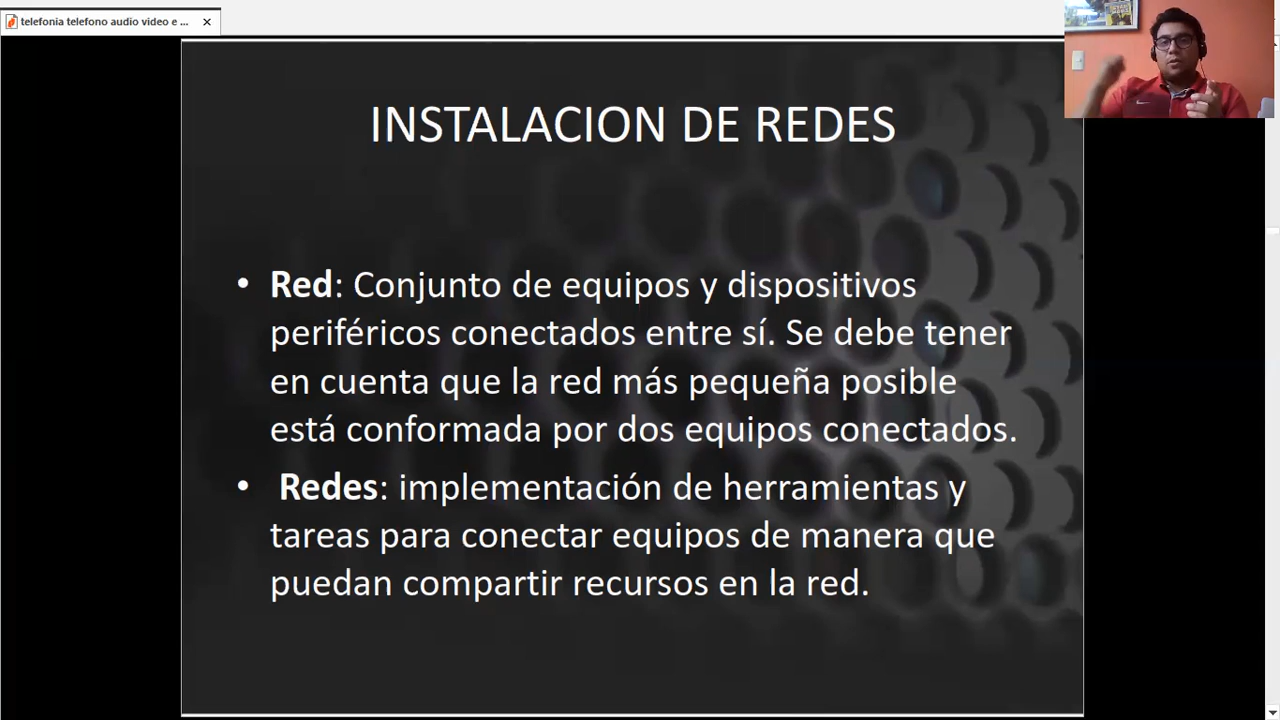 telefonia telefono audio video e ...
INSTALACION DE REDES
• Red: Conjunto de equipos y dispositivos
periféricos conectados entre sí. Se debe tener
en cuenta que la red más pequeña posible
está conformada por dos equipos conectados.
• Redes: implementación de herramientas y
tareas para conectar equipos de manera que
puedan compartir recursos en la red.